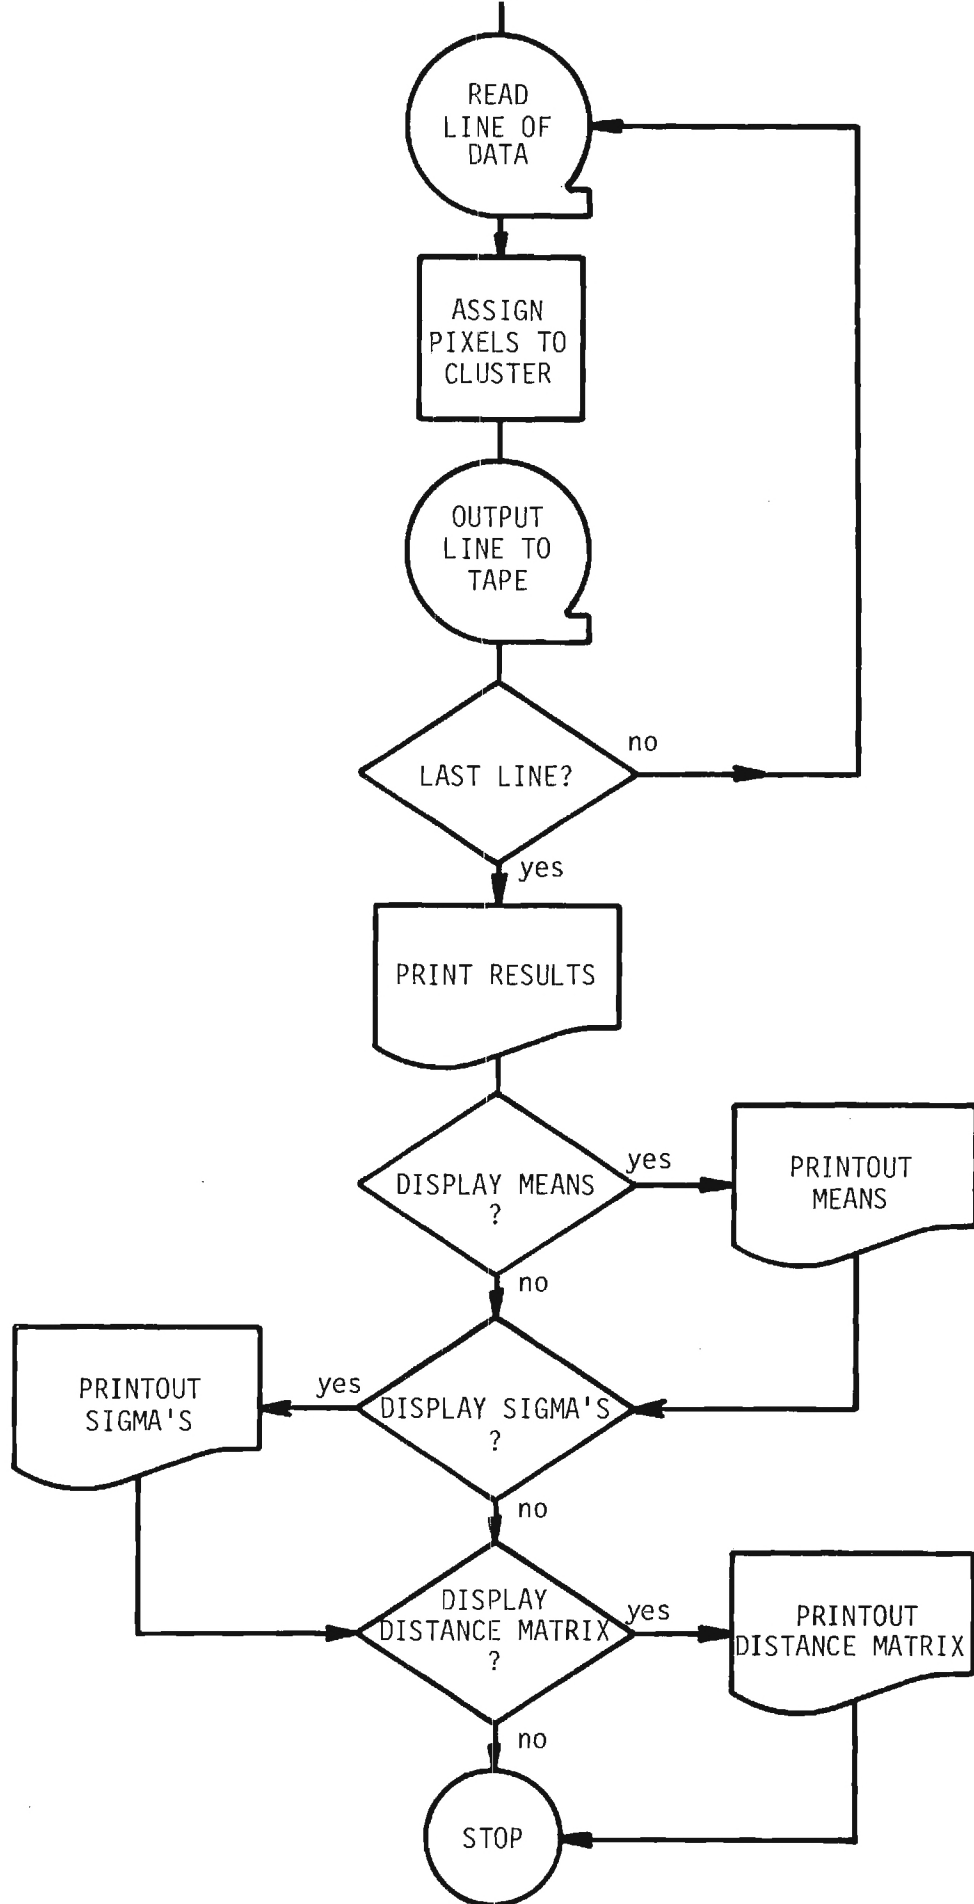 READ
LINE OF
DATA
ASSIGN
PIXELS TO
CLUSTER
OUTPUT
LINE TO
TAPE
LAST LINE?
no
yes
PRINT RESULTS
DISPLAY MEANS
?
yes
PRINTOUT
MEANS
no
DISPLAY SIGMA'S
?
yes
PRINTOUT
SIGMA'S
no
DISPLAY
DISTANCE MATRIX
?
yes
PRINTOUT
DISTANCE MATRIX
no
STOP